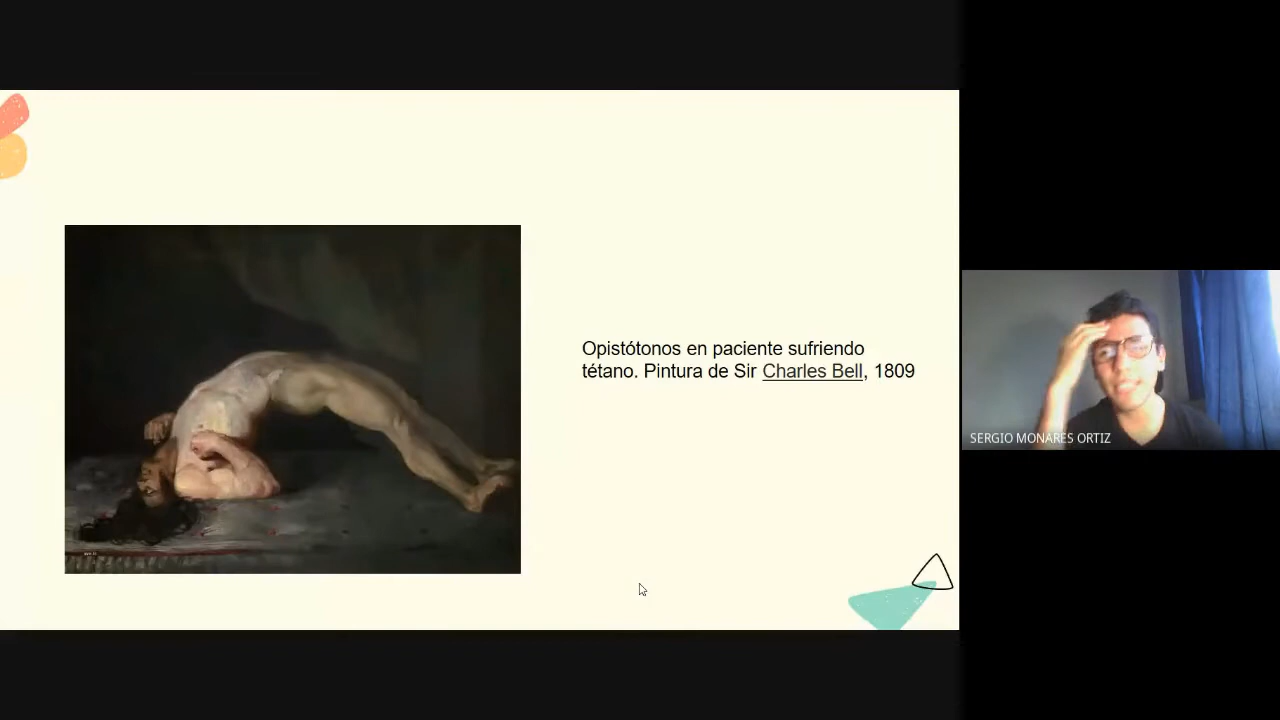 Opistótonos en paciente sufriendo
tétano. Pintura de Sir Charles Bell, 1809
SERGIO MONARES ORTIZ